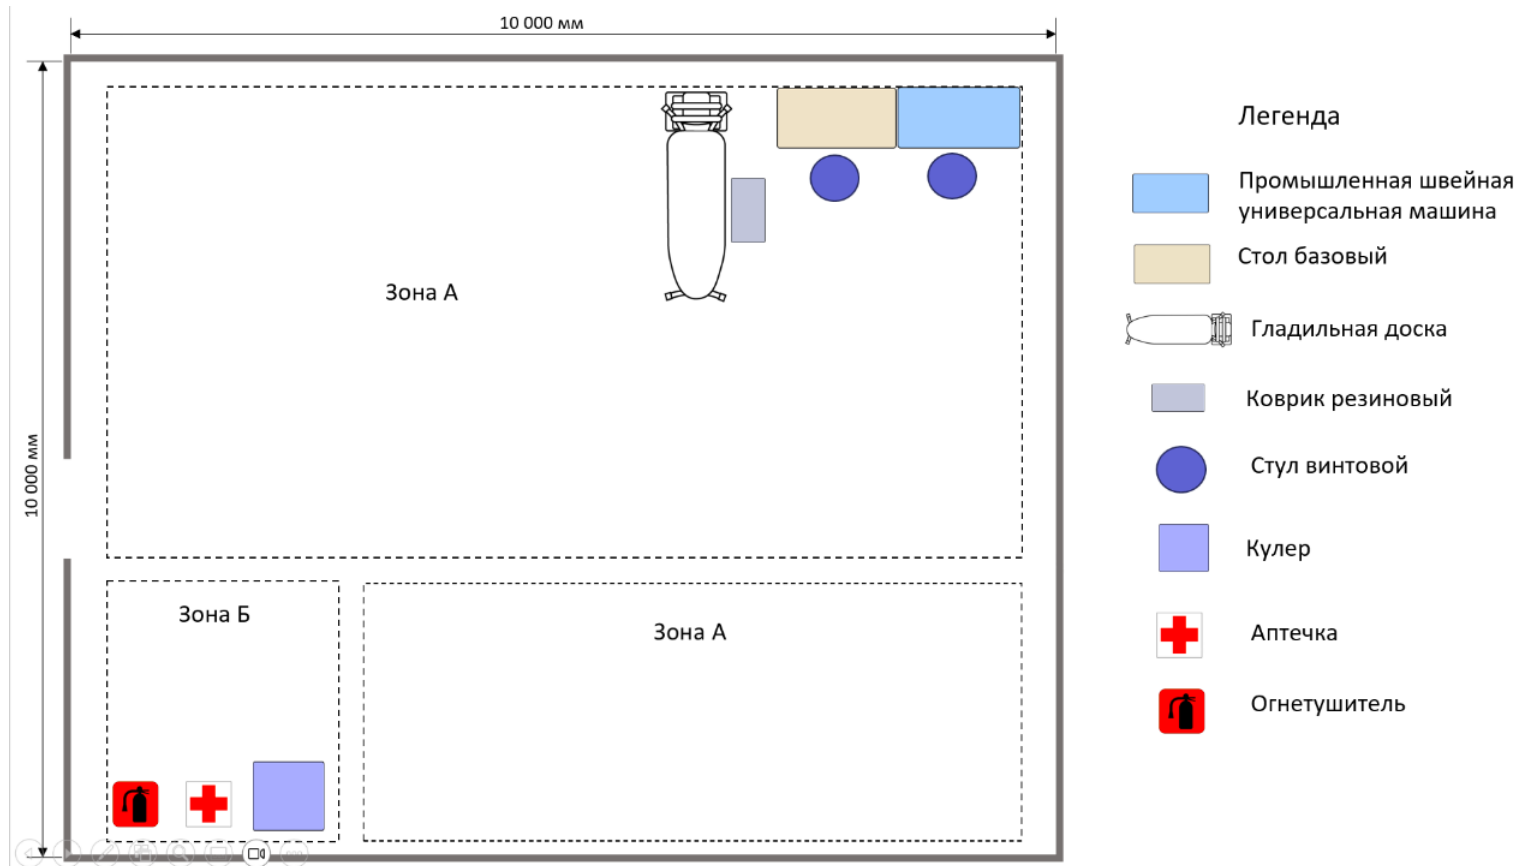 10 000 мм
Легенда
Промышленная швейная
универсальная машина
Стол базовый
Гладильная доска
Зона А
Коврик резиновый
Стул винтовой
10 000 мм
Кулер
Зона Б
Зона А
Аптечка
Огнетушитель